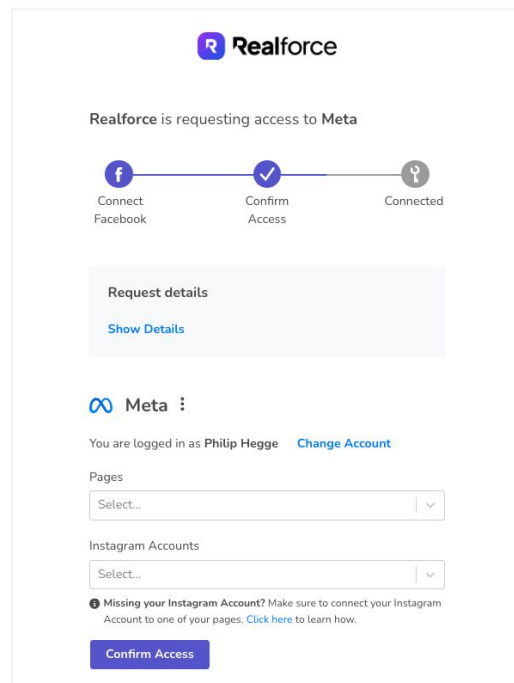 Realforce
Realforce is requesting access to Meta
Connect
Facebook
Confirm
Access
Connected
Request details
Show Details
Meta
You are logged in as Philip Hegge Change Account
Pages
Select...
Instagram Accounts
Select...
Missing your Instagram Account? Make sure to connect your Instagram
Account to one of your pages. Click here to learn how.
Confirm Access